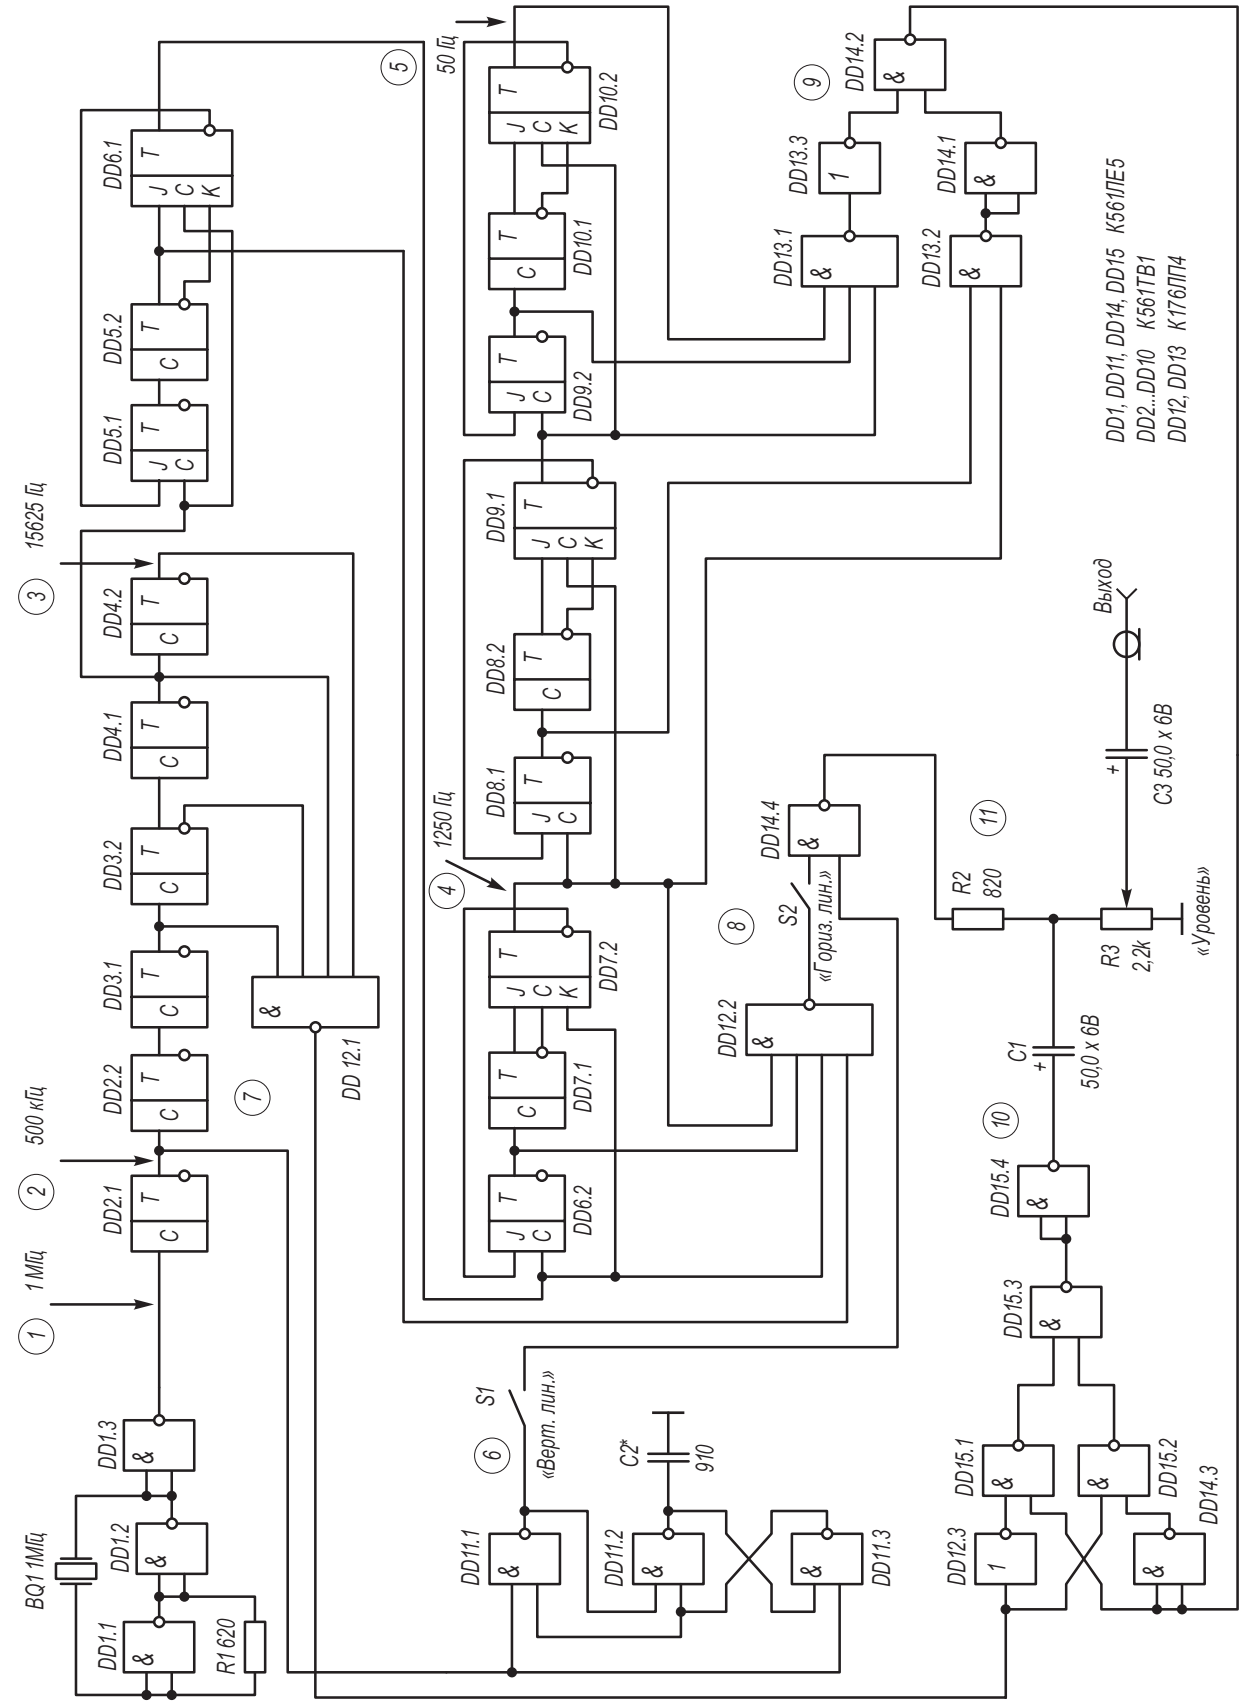 BQ1 1МГц
DD1.1
&
R1 620
DD1.2
&
DD1.3
&
1
1 МГц
DD2.1
C T
2
500 кГц
DD2.2
C T
DD3.1
C T
DD3.2
C T
DD4.1
C T
DD4.2
C T
3
15625 Гц
7
&
DD 12.1
DD5.1
J C T
DD5.2
C T
DD6.1
J C K T
5
DD6.2
J C T
DD7.1
C T
DD7.2
J C K T
4
1250 Гц
DD8.1
J C T
DD8.2
C T
DD9.1
J C K T
DD9.2
J C T
DD10.1
C T
DD10.2
J C K T
50 Гц
6
S1
«Верт. лин.»
C2*
910
DD11.1
&
DD11.2
&
DD11.3
&
DD12.2
&
8
S2
«Гориз. лин.»
DD14.4
&
DD13.1
&
DD13.2
&
DD13.3
1
DD14.1
&
9
DD14.2
&
DD12.3
1
DD14.3
&
DD15.1
&
DD15.2
&
DD15.3
&
DD15.4
&
10
C1
+
50,0 x 6В
11
R2
820
R3
2,2к
«Уровень»
+
C3 50,0 x 6В
Выход
DD1, DD11, DD14, DD15 К561ЛЕ5
DD2...DD10 К561ТВ1
DD12, DD13 К176ЛП4